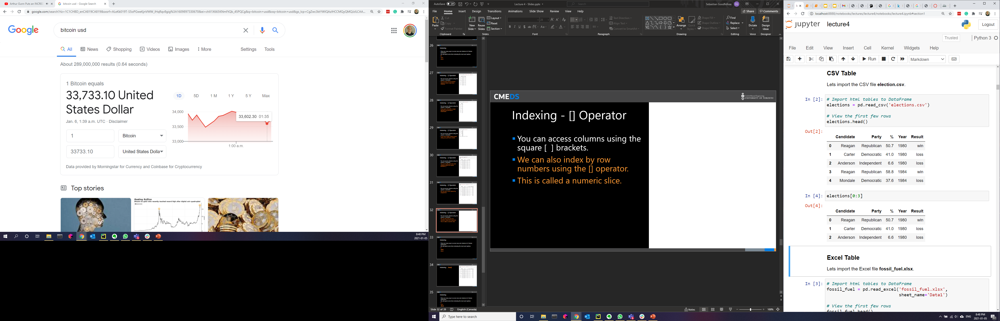 Arthur Gunn Puts an INCREI
bitcoin usd - Google Search
google.com/search?rlz=1C1CHBD_enCA819CA819&sxsrf=ALeKk019T-S5oPGweKjnVMW_lHqRqv8gig%3A1609897330670&ei=chX1X665KNmFtQb_45PQCg&q=bitcoin+usd&oq=bitcoin+usd&gs_lcp=CgZwc3ktYWIQAzIHCCMQyQMQJzILCAA...
Google
bitcoin usd
All
News
Shopping
Videos
Images
More
Settings
Tools
About 289,000,000 results (0.64 seconds)
1 Bitcoin equals
33,733.10 United
States Dollar
Jan. 6, 1:39 a.m. UTC · Disclaimer
1D 5D 1 M 1 Y 5 Y Max
34,000
33,500
33,000
33,602.30 01:35
1:00 a.m.
1 Bitcoin
33733.10 United States Dolla
Data provided by Morningstar for Currency and Coinbase for Cryptocurrency
Top stories
Beating Bullion
Bitcoin-to-gold ratio recently touched record high after digital coin quadrupled
8:48 PM
2021-01-05
AutoSave Off
Lecture 4 - Slides.pptx
Search
Sebastian Goodfellow SG
File Home Insert Design Transitions Animations Slide Show Review View Help
Share Comments
Paste
Cut
Copy
Format Painter
Clipboard
New
Slide
Reuse
Slides
Layout
Reset
Section
Slides
Font
Text Direction
Align Text
Convert to SmartArt
Paragraph
Arrange
Quick
Styles
Shape Fill
Shape Outline
Shape Effects
Drawing
Find
Replace
Select
Editing
Dictate
Voice
Design
Ideas
Designer
26
27
28
29
30
31
32
33
34
35
CMEDS
Civil & Mineral Engineering
UNIVERSITY OF TORONTO
Indexing - [] Operator
You can access columns using the
square [ ] brackets.
We can also index by row
numbers using the [] operator.
This is called a numeric slice.
Slide 32 of 39
English (Canada)
Notes
100%
Type here to search
localhost:8888/notebooks/lectures/lecture4/notebooks/lecture4.ipynb#section1
jupyter lecture4
Logout
Trusted
Python 3
File Edit View Insert Cell Kernel Widgets Help
Run
Markdown
CSV Table
Lets import the CSV file election.csv.
In [2]:
# Import html tables to DataFrame
elections = pd.read_csv('elections.csv')
# View the first few rows
elections.head()
Out[2]:
Candidate Party % Year Result
0 Reagan Republican 50.7 1980 win
1 Carter Democratic 41.0 1980 loss
2 Anderson Independent 6.6 1980 loss
3 Reagan Republican 58.8 1984 win
4 Mondale Democratic 37.6 1984 loss
In [4]: elections[0:3]
Out[4]:
Candidate Party % Year Result
0 Reagan Republican 50.7 1980 win
1 Carter Democratic 41.0 1980 loss
2 Anderson Independent 6.6 1980 loss
Excel Table
Lets import the Excel file fossil_fuel.xlsx.
In [3]:
# Import html tables to DataFrame
fossil_fuel = pd.read_excel('fossil_fuel.xlsx',
sheet_name='Data1')
# View the first few rows
fossil_fuel.head()
ENG
8:48 PM
2021-01-05
22